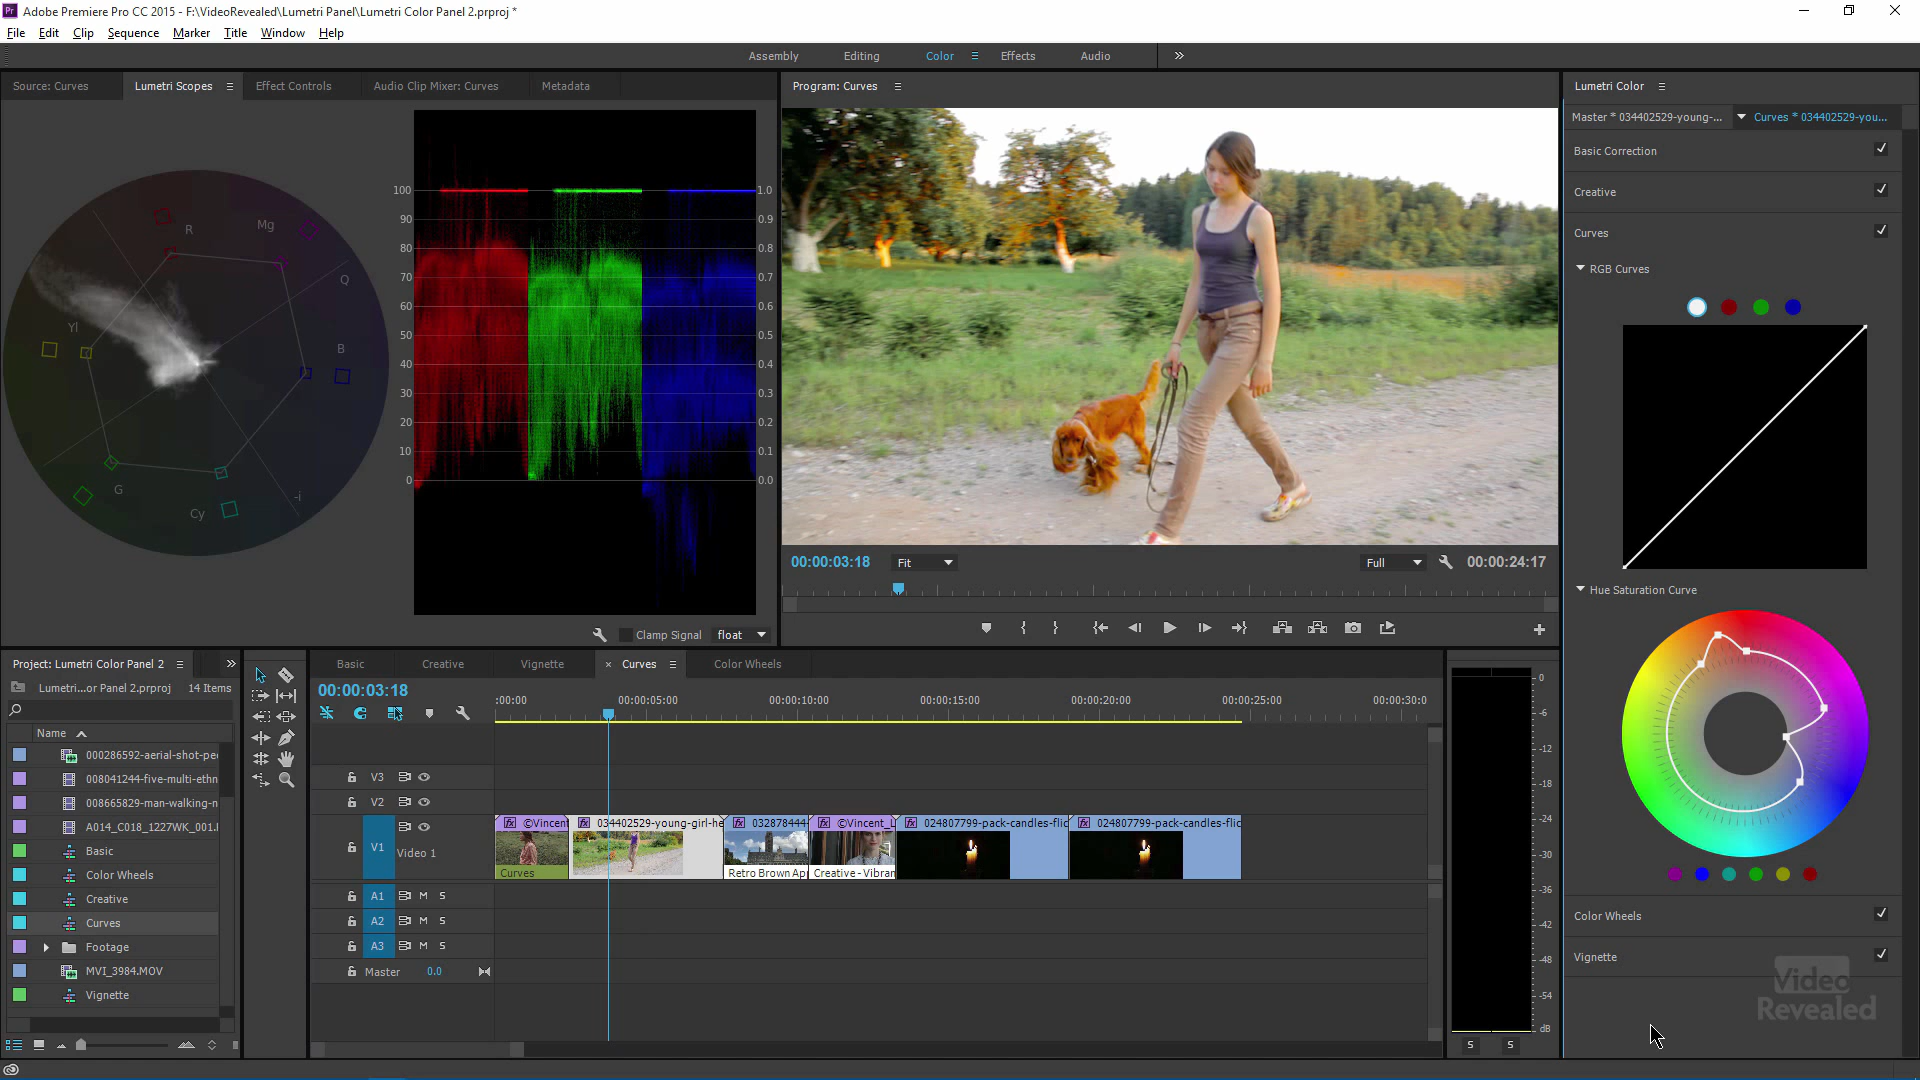 Adobe Premiere Pro CC 2015 - F:\VideoRevealed\Lumetri Panel\Lumetri Color Panel 2.prproj *
File Edit Clip Sequence Marker Title Window Help
Assembly Editing Color Effects Audio
Source: Curves Lumetri Scopes Effect Controls Audio Clip Mixer: Curves Metadata
R Mg Q B Yl G Cy -i
100 90 80 70 60 50 40 30 20 10 0
1.0 0.9 0.8 0.7 0.6 0.5 0.4 0.3 0.2 0.1 0.0
Clamp Signal float
Program: Curves
00:00:03:18 Fit Full 00:00:24:17
Lumetri Color
Master * 034402529-young-... Curves * 034402529-you...
Basic Correction
Creative
Curves
RGB Curves
Hue Saturation Curve
Color Wheels
Vignette
Video
Revealed
Project: Lumetri Color Panel 2
Lumetri...or Panel 2.prproj 14 Items
Name
000286592-aerial-shot-pe
008041244-five-multi-ethn
008665829-man-walking-n
A014_C018_1227WK_001.
Basic
Color Wheels
Creative
Curves
Footage
MVI_3984.MOV
Vignette
Basic Creative Vignette × Curves Color Wheels
00:00:03:18
:00:00 00:00:05:00 00:00:10:00 00:00:15:00 00:00:20:00 00:00:25:00 00:00:30:0
V3
V2
V1 Video 1
©Vincent 034402529-young-girl-he 032878444- ©Vincent_L 024807799-pack-candles-flic 024807799-pack-candles-flic
Curves Retro Brown Ap Creative - Vibran
A1 M S
A2 M S
A3 M S
Master 0.0
0
-6
-12
-18
-24
-30
-36
-42
-48
-54
dB
S S